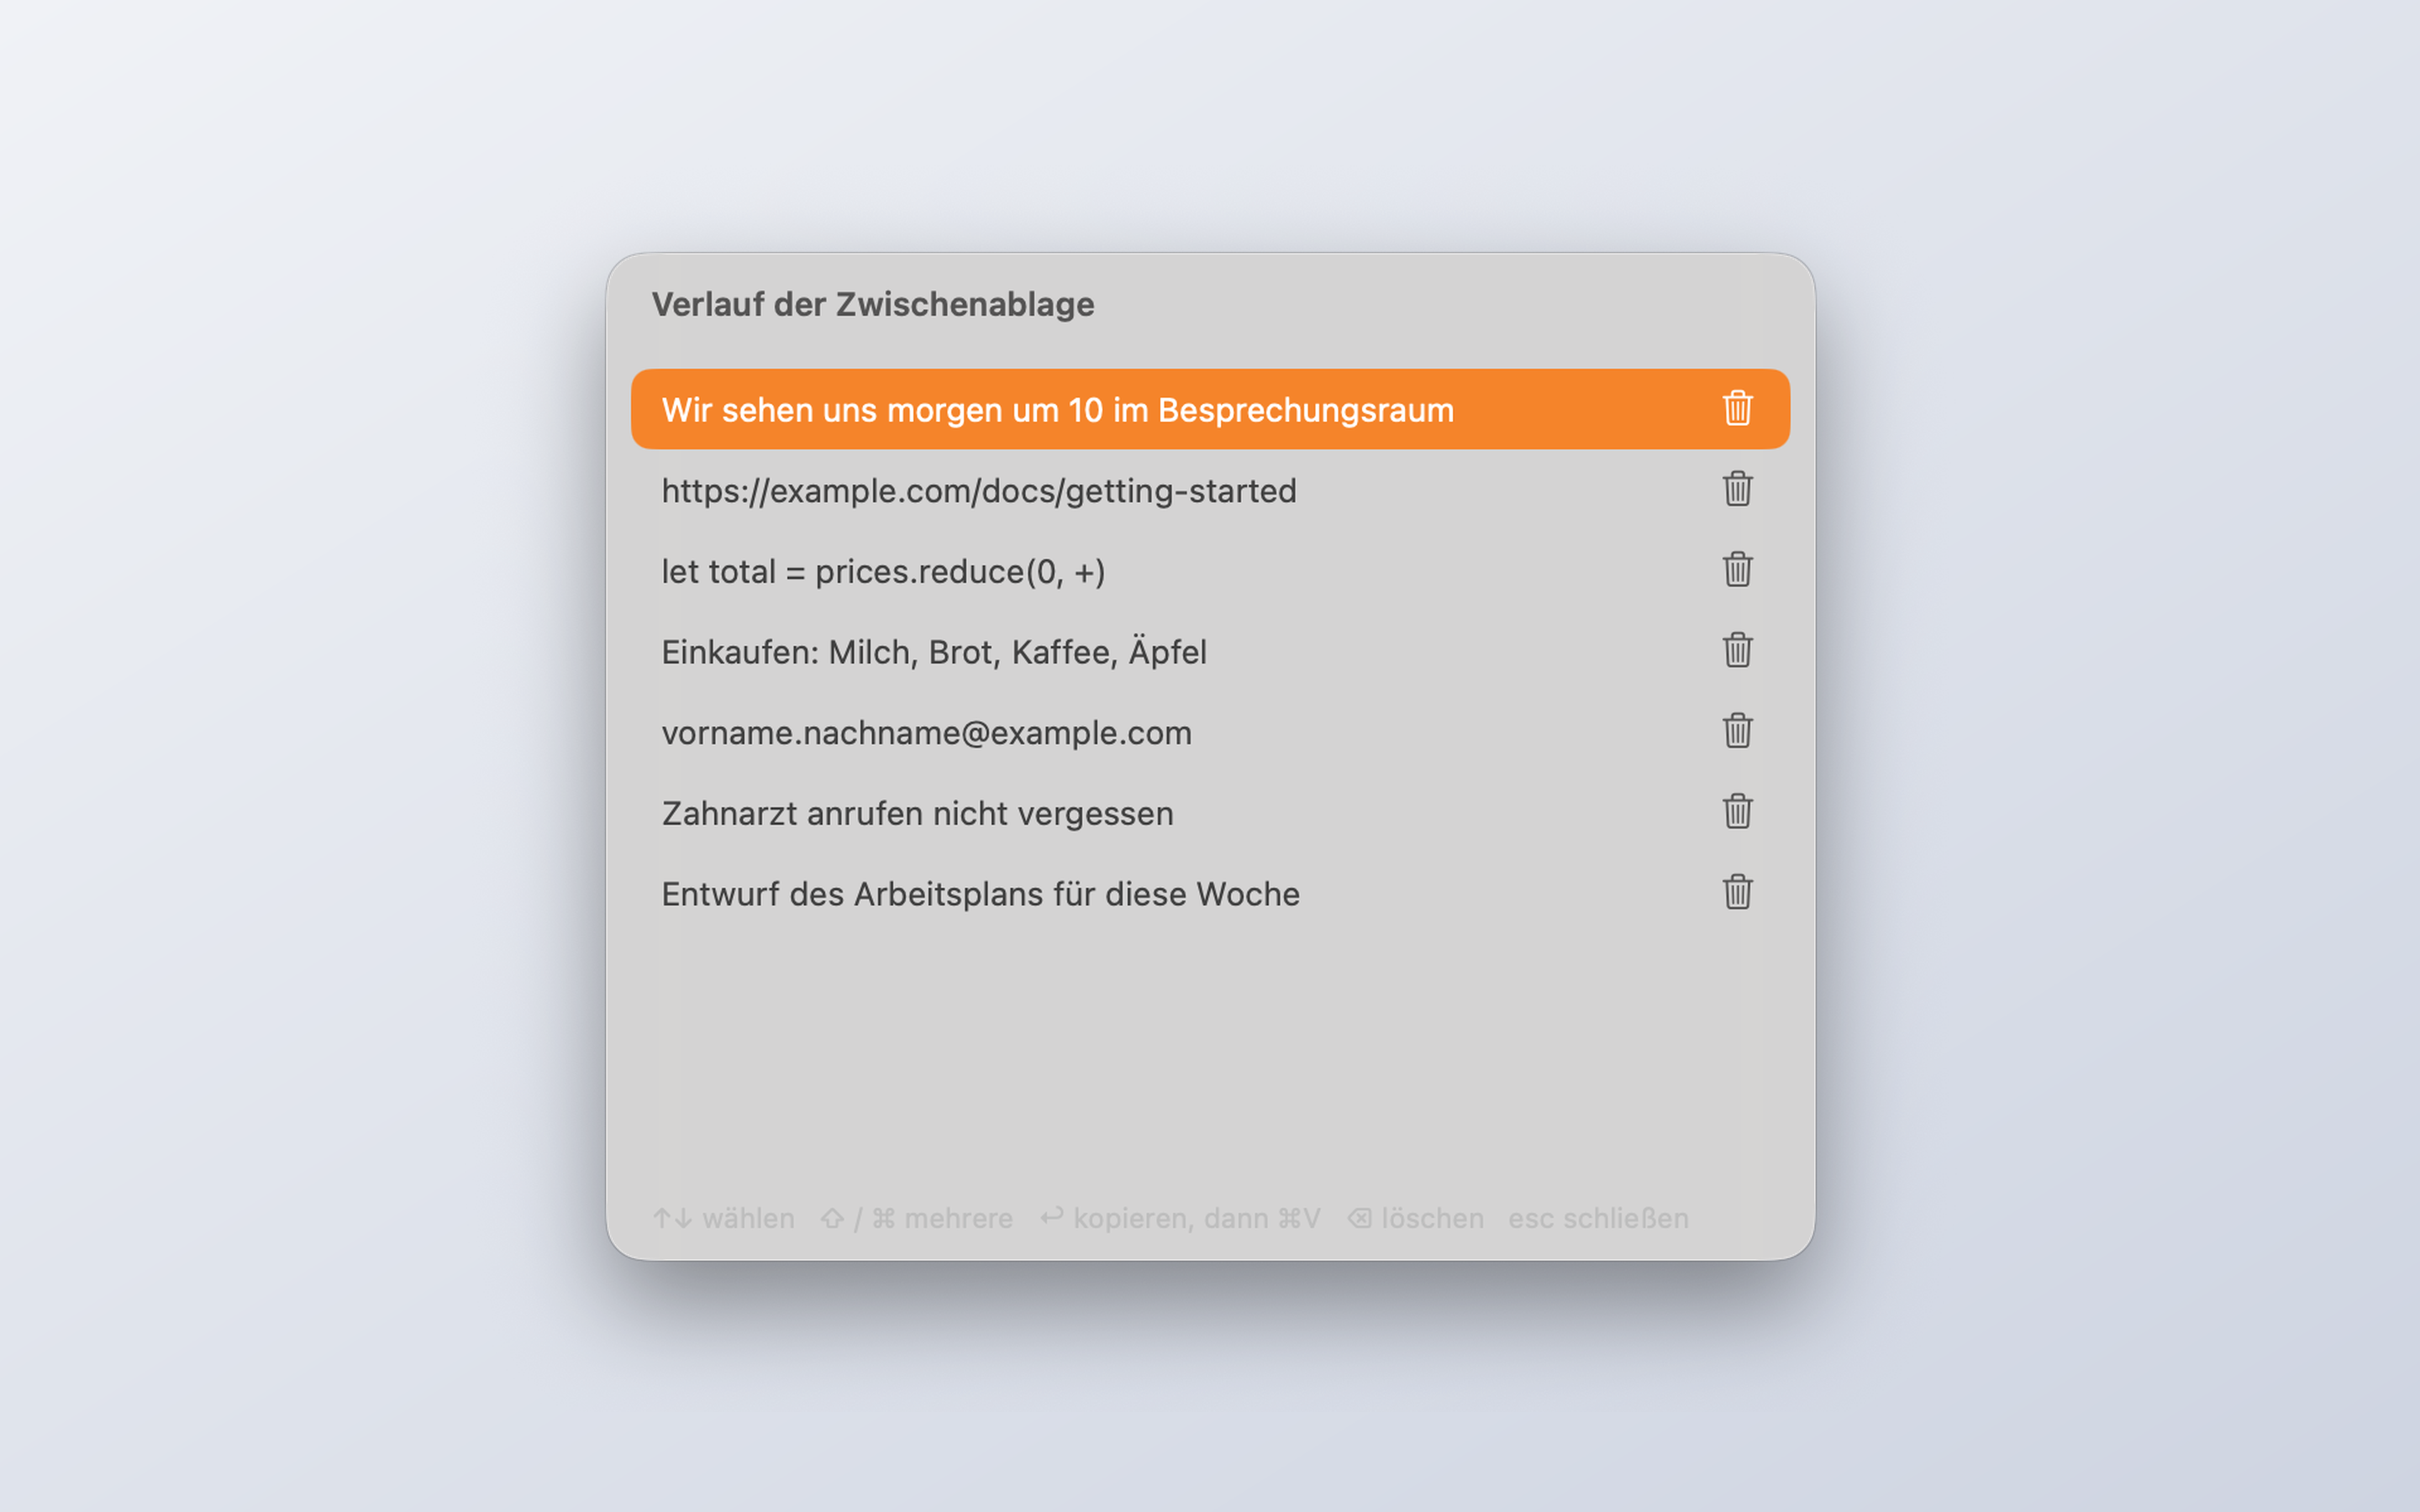 Verlauf der Zwischenablage
Wir sehen uns morgen um 10 im Besprechungsraum
https://example.com/docs/getting-started
let total = prices.reduce(0, +)
Einkaufen: Milch, Brot, Kaffee, Äpfel
vorname.nachname@example.com
Zahnarzt anrufen nicht vergessen
Entwurf des Arbeitsplans für diese Woche
↑↓ wählen ⇧ / ⌘ mehrere ↩ kopieren, dann ⌘V ⌫ löschen esc schließen